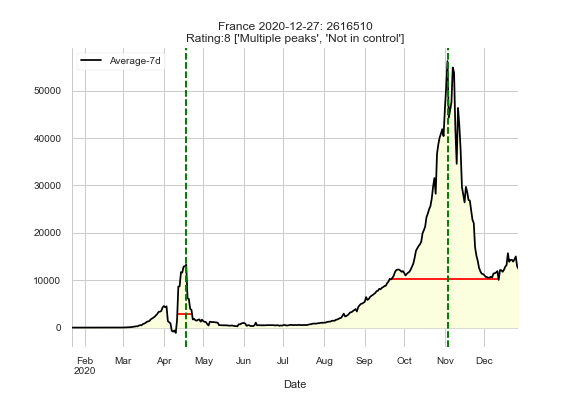 France 2020-12-27: 2616510
Rating:8 ['Multiple peaks', 'Not in control']
Average-7d
50000
40000
30000
20000
10000
0
Feb Mar Apr May Jun Jul Aug Sep Oct Nov Dec
2020
Date